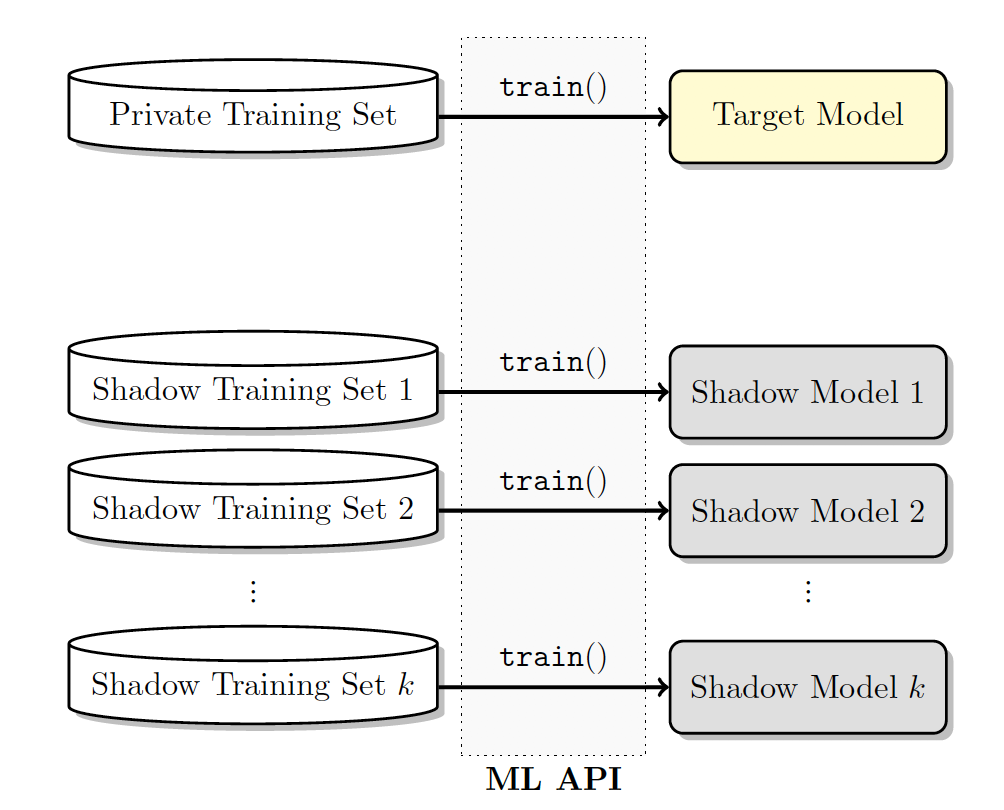 train()
Private Training Set
Target Model
train()
Shadow Training Set 1
Shadow Model 1
train()
Shadow Training Set 2
Shadow Model 2
⋮ ⋮
train()
Shadow Training Set k
Shadow Model k
ML API